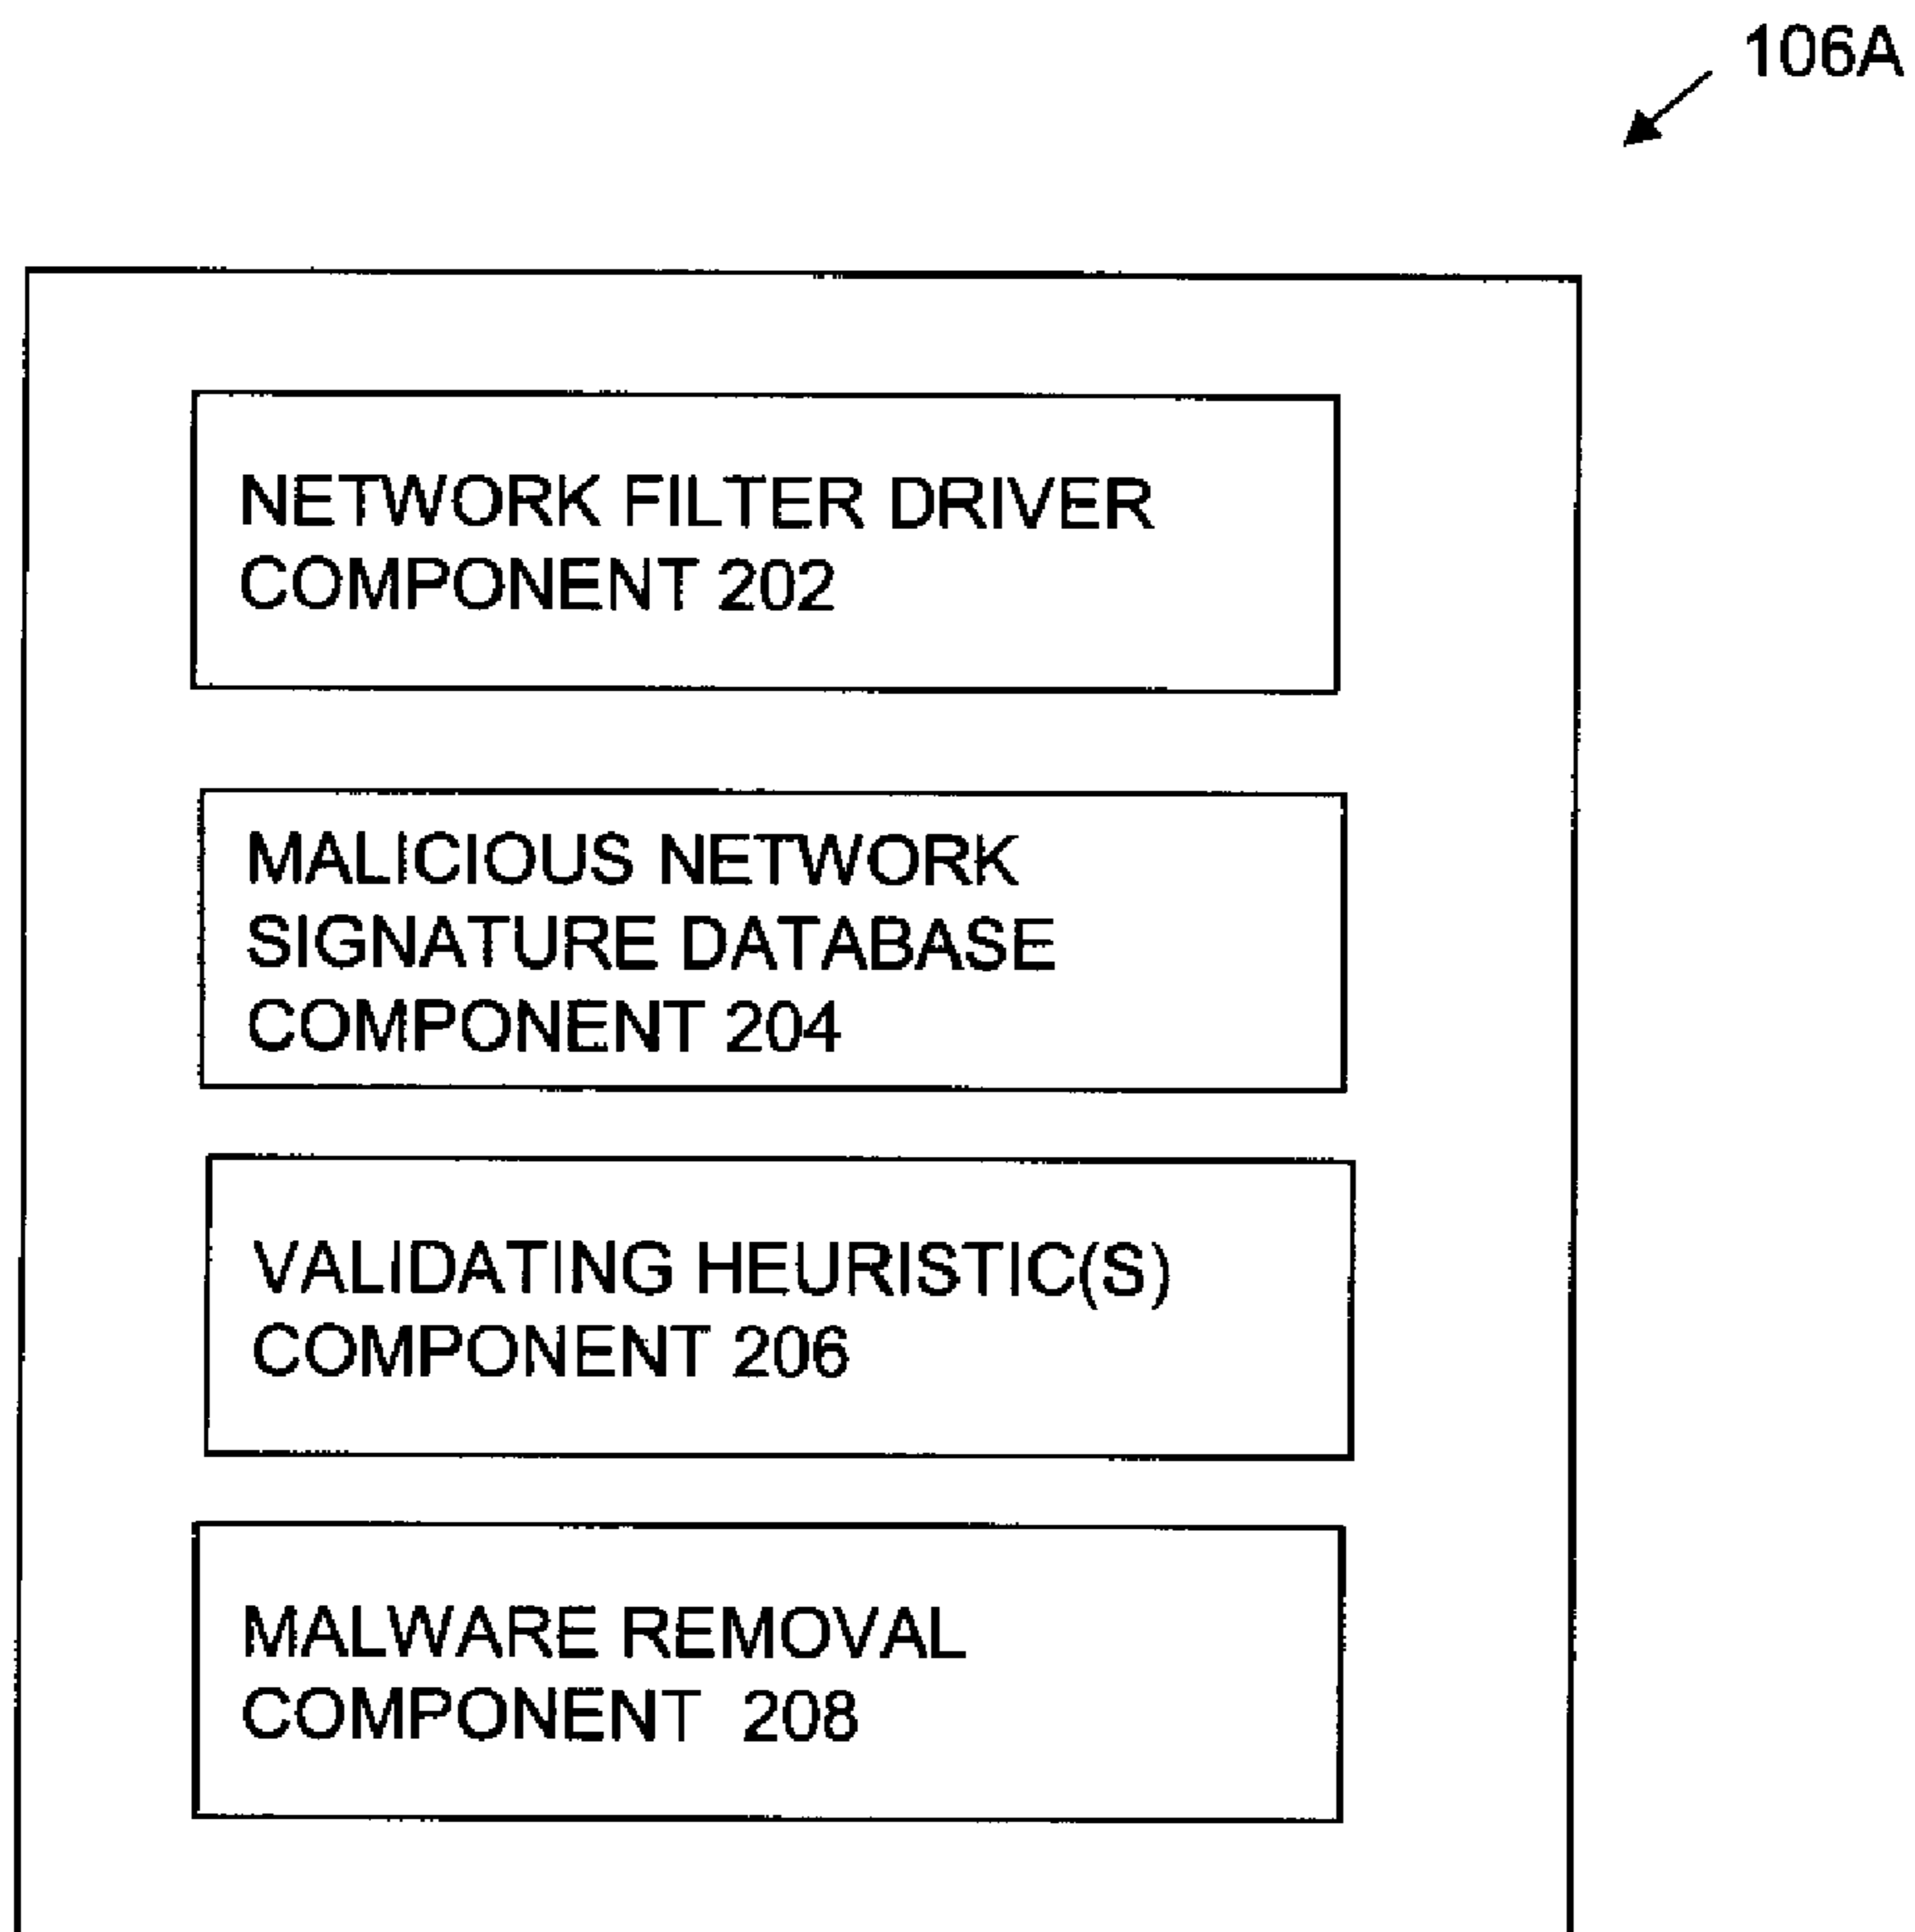 106A
NETWORK FILTER DRIVER
COMPONENT 202
MALICIOUS NETWORK
SIGNATURE DATABASE
COMPONENT 204
VALIDATING HEURISTIC(S)
COMPONENT 206
MALWARE REMOVAL
COMPONENT 208